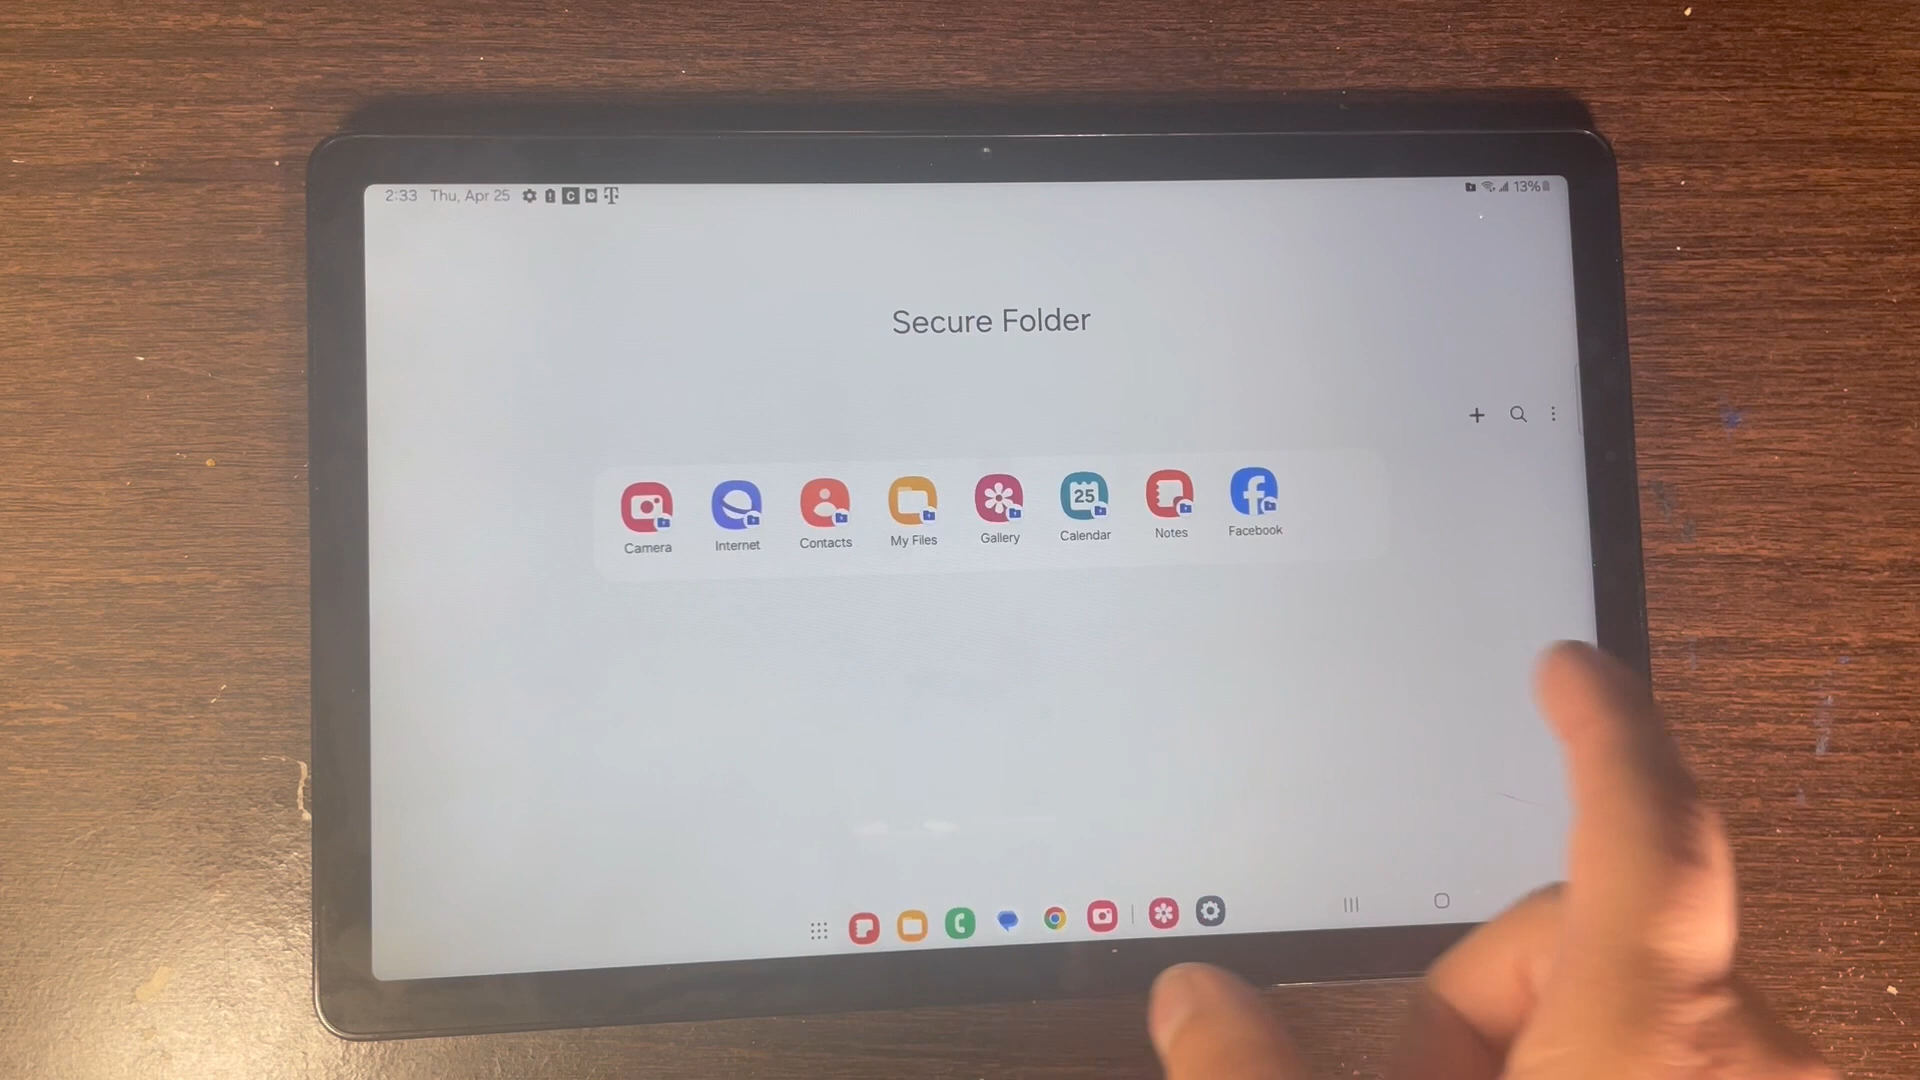 2:33 Thu, Apr 25 C T
13%
Secure Folder
25
Camera Internet Contacts My Files Gallery Calendar Notes Facebook